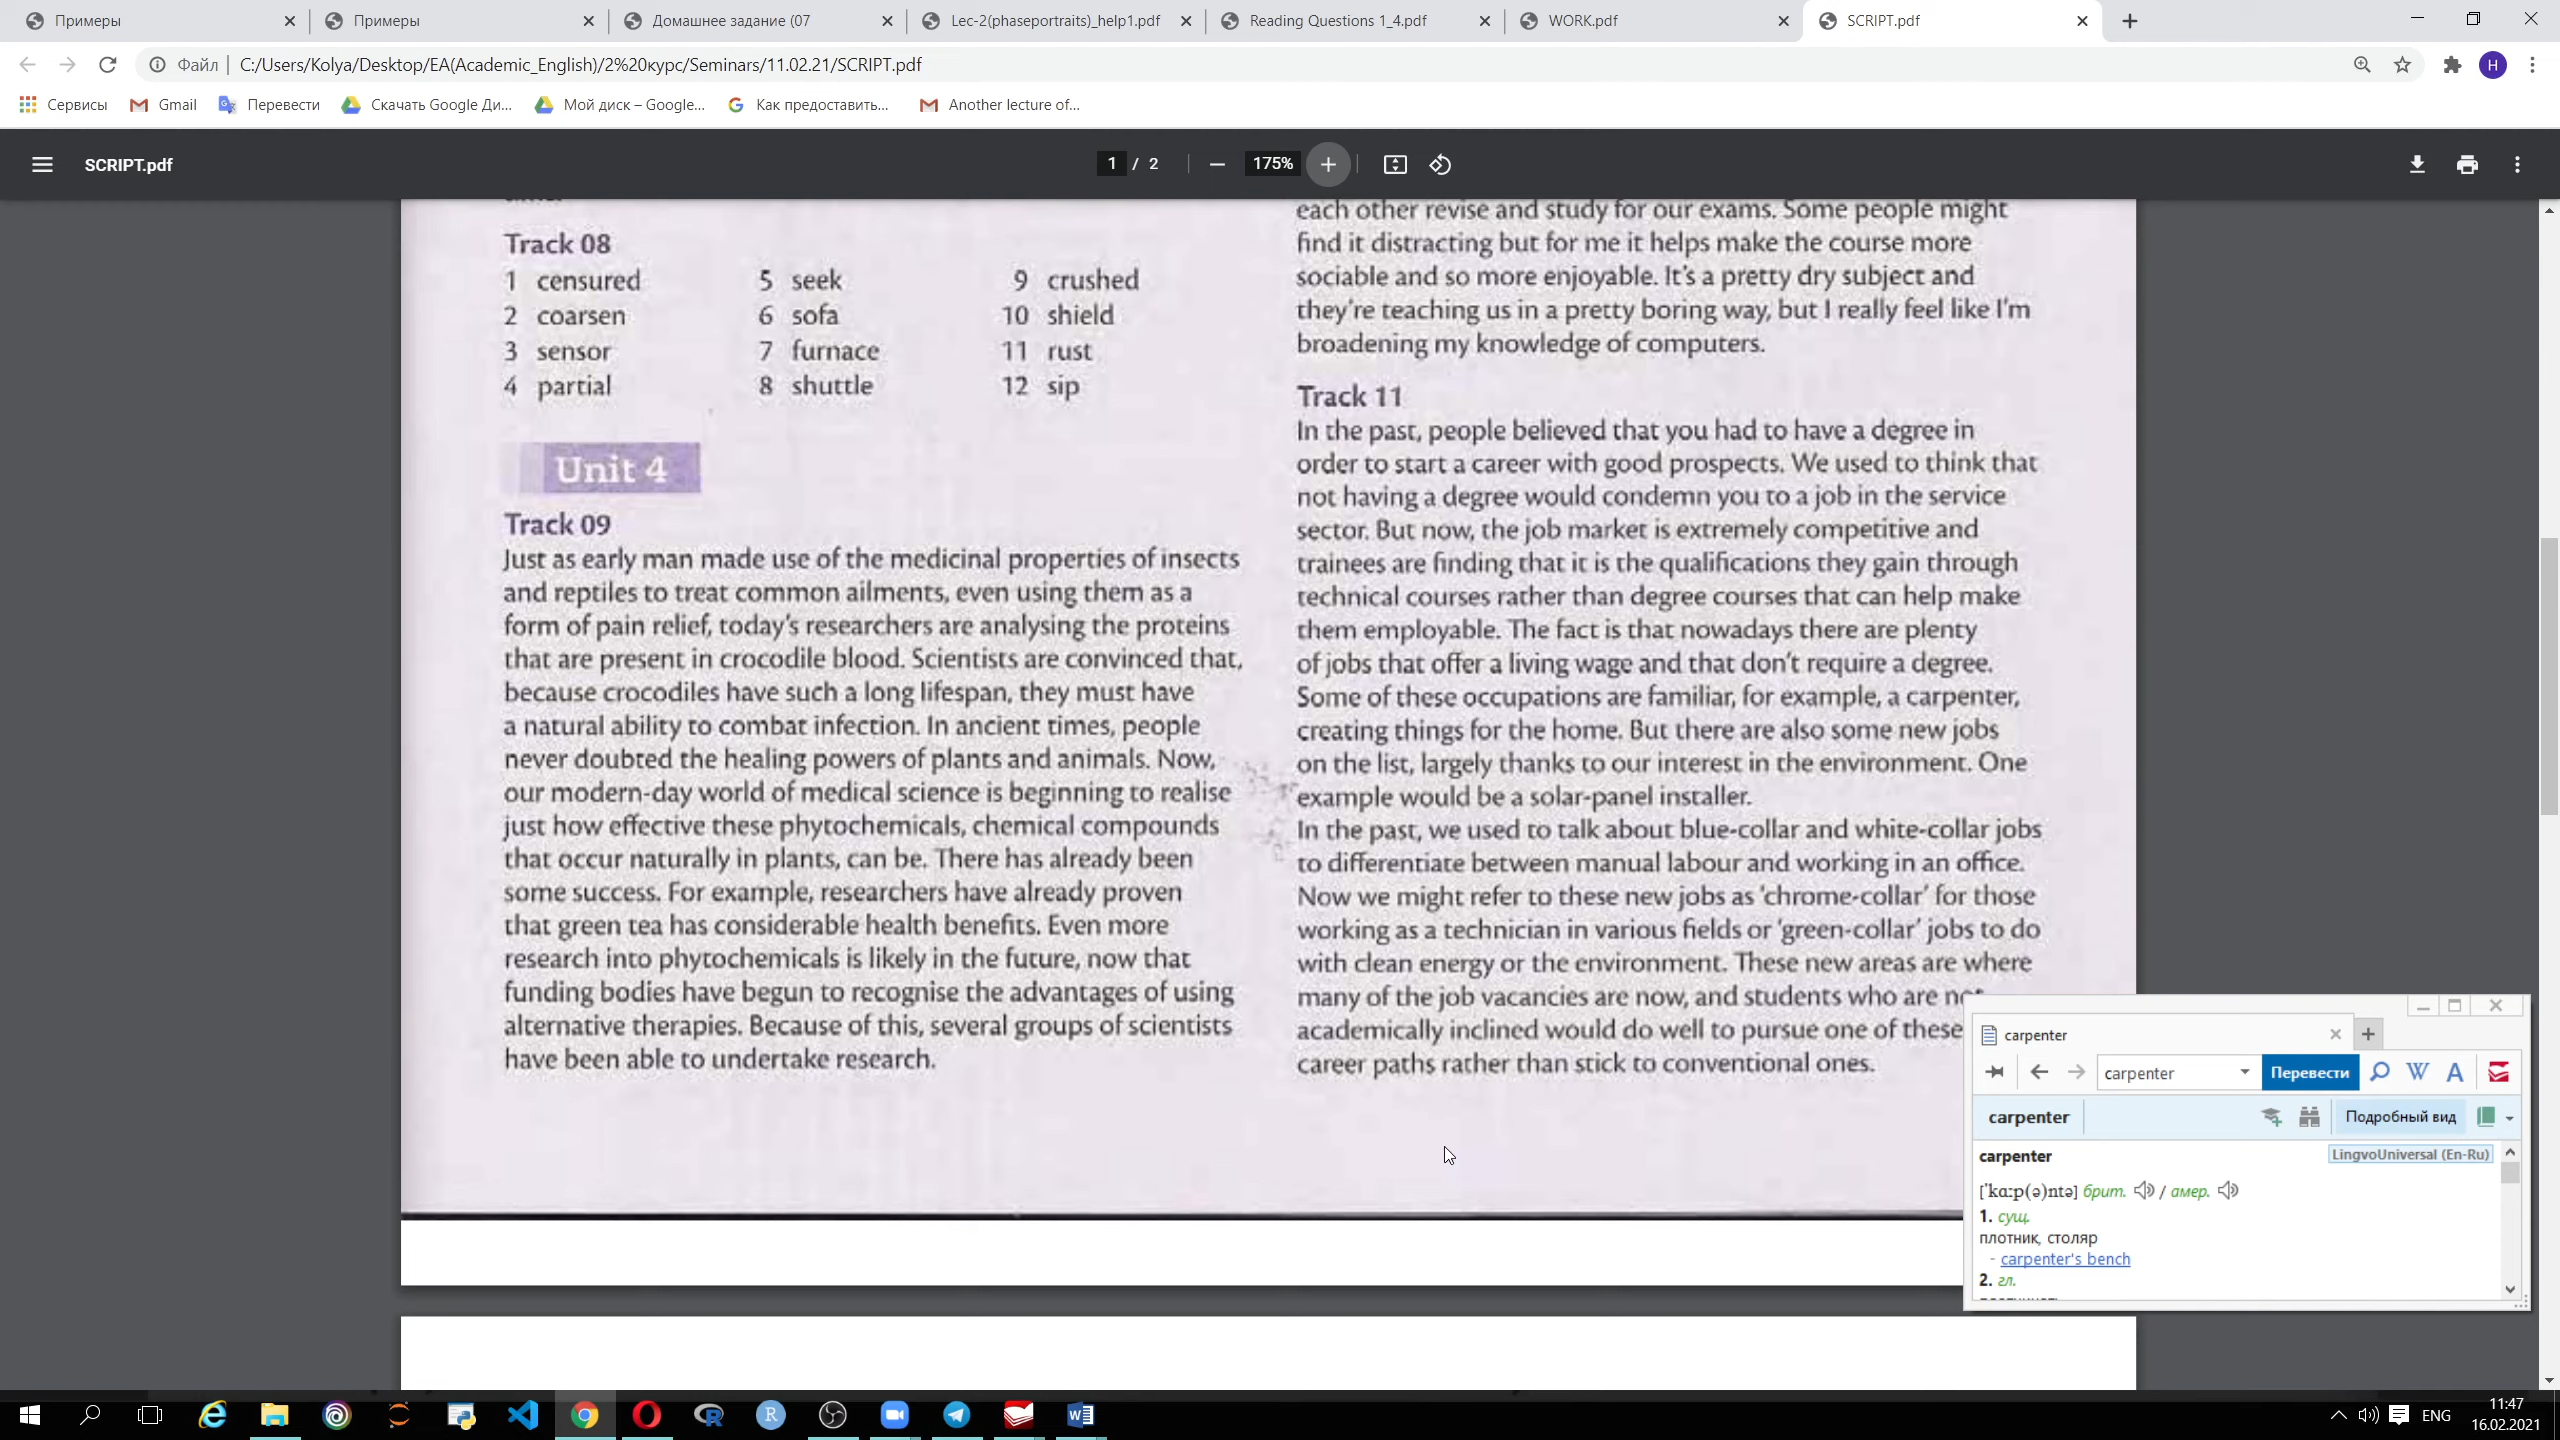 Примеры
Примеры
Домашнее задание (07
Lec-2(phaseportraits)_help1.pdf
Reading Questions 1_4.pdf
WORK.pdf
SCRIPT.pdf
Файл
C:/Users/Kolya/Desktop/EA(Academic_English)/2%20курс/Seminars/11.02.21/SCRIPT.pdf
Н
Сервисы
Gmail
Перевести
Скачать Google Ди...
Мой диск – Google...
Как предоставить...
Another lecture of...
SCRIPT.pdf
1 / 2
175%
Track 08
1 censured
2 coarsen
3 sensor
4 partial
5 seek
6 sofa
7 furnace
8 shuttle
9 crushed
10 shield
11 rust
12 sip
Unit 4
Track 09
Just as early man made use of the medicinal properties of insects
and reptiles to treat common ailments, even using them as a
form of pain relief, today's researchers are analysing the proteins
that are present in crocodile blood. Scientists are convinced that,
because crocodiles have such a long lifespan, they must have
a natural ability to combat infection. In ancient times, people
never doubted the healing powers of plants and animals. Now,
our modern-day world of medical science is beginning to realise
just how effective these phytochemicals, chemical compounds
that occur naturally in plants, can be. There has already been
some success. For example, researchers have already proven
that green tea has considerable health benefits. Even more
research into phytochemicals is likely in the future, now that
funding bodies have begun to recognise the advantages of using
alternative therapies. Because of this, several groups of scientists
have been able to undertake research.
each other revise and study for our exams. Some people might
find it distracting but for me it helps make the course more
sociable and so more enjoyable. It's a pretty dry subject and
they're teaching us in a pretty boring way, but I really feel like I'm
broadening my knowledge of computers.
Track 11
In the past, people believed that you had to have a degree in
order to start a career with good prospects. We used to think that
not having a degree would condemn you to a job in the service
sector. But now, the job market is extremely competitive and
trainees are finding that it is the qualifications they gain through
technical courses rather than degree courses that can help make
them employable. The fact is that nowadays there are plenty
of jobs that offer a living wage and that don't require a degree.
Some of these occupations are familiar, for example, a carpenter,
creating things for the home. But there are also some new jobs
on the list, largely thanks to our interest in the environment. One
example would be a solar-panel installer.
In the past, we used to talk about blue-collar and white-collar jobs
to differentiate between manual labour and working in an office.
Now we might refer to these new jobs as 'chrome-collar' for those
working as a technician in various fields or 'green-collar' jobs to do
with clean energy or the environment. These new areas are where
many of the job vacancies are now, and students who are not
academically inclined would do well to pursue one of these
career paths rather than stick to conventional ones.
carpenter
carpenter
Перевести
carpenter
Подробный вид
carpenter
LingvoUniversal (En-Ru)
['kɑːp(ə)ntə] брит. / амер.
1. сущ.
плотник, столяр
- carpenter's bench
2. гл.
ENG
11:47
16.02.2021